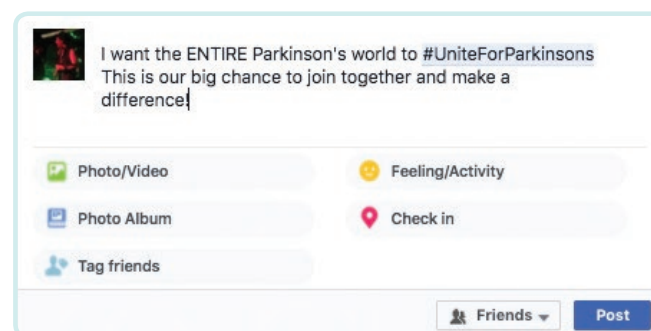 I want the ENTIRE Parkinson's world to #UniteForParkinsons
This is our big chance to join together and make a
difference!
Photo/Video
Feeling/Activity
Photo Album
Check in
Tag friends
Friends
Post